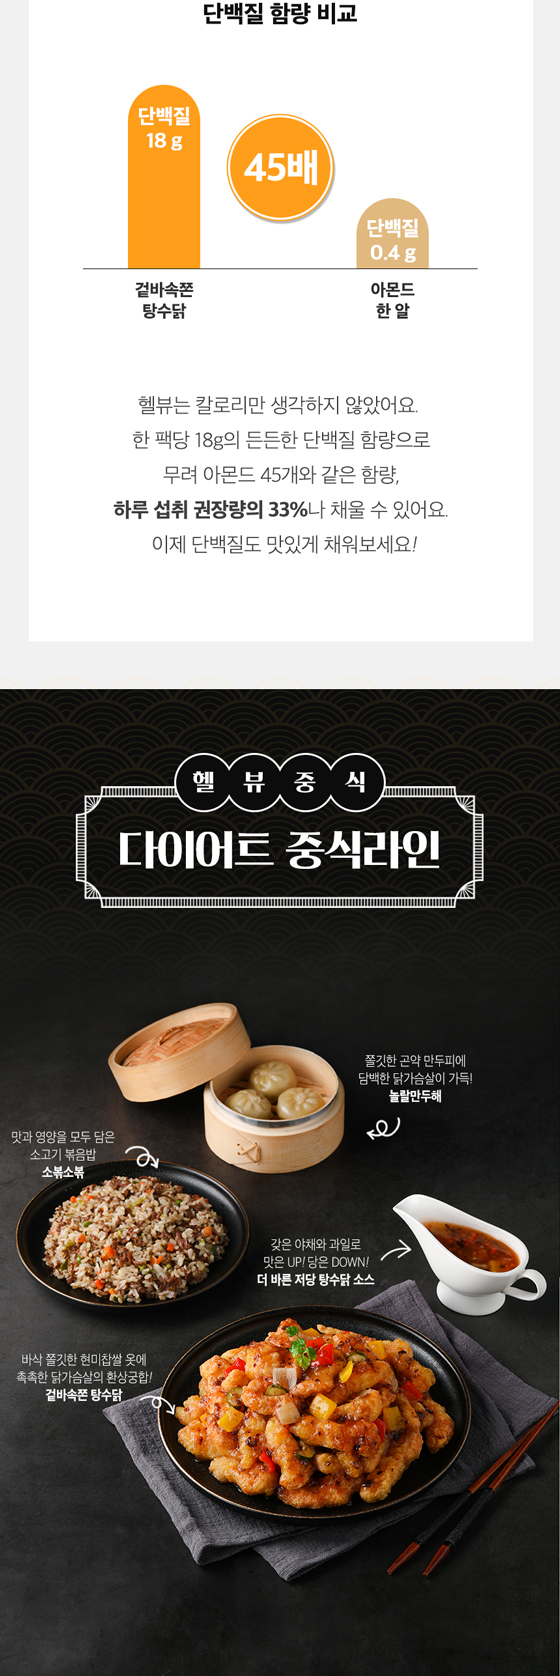 단백질 함량 비교
단백질
18 g
45배
단백질
0.4 g
겉바속쫀
탕수닭
아몬드
한 알
헬뷰는 칼로리만 생각하지 않았어요.
한 팩당 18g의 든든한 단백질 함량으로
무려 아몬드 45개와 같은 함량,
하루 섭취 권장량의 33%나 채울 수 있어요.
이제 단백질도 맛있게 채워보세요!
헬뷰중식
다이어트 중식라인
쫄깃한 곤약 만두피에
담백한 닭가슴살이 가득!
놀랄만두해
맛과 영양을 모두 담은
소고기 볶음밥
소볶소볶
갖은 야채와 과일로
맛은 UP! 당은 DOWN!
더 바른 저당 탕수닭 소스
바삭 쫄깃한 현미찹쌀 옷에
촉촉한 닭가슴살의 환상궁합!
겉바속쫀 탕수닭